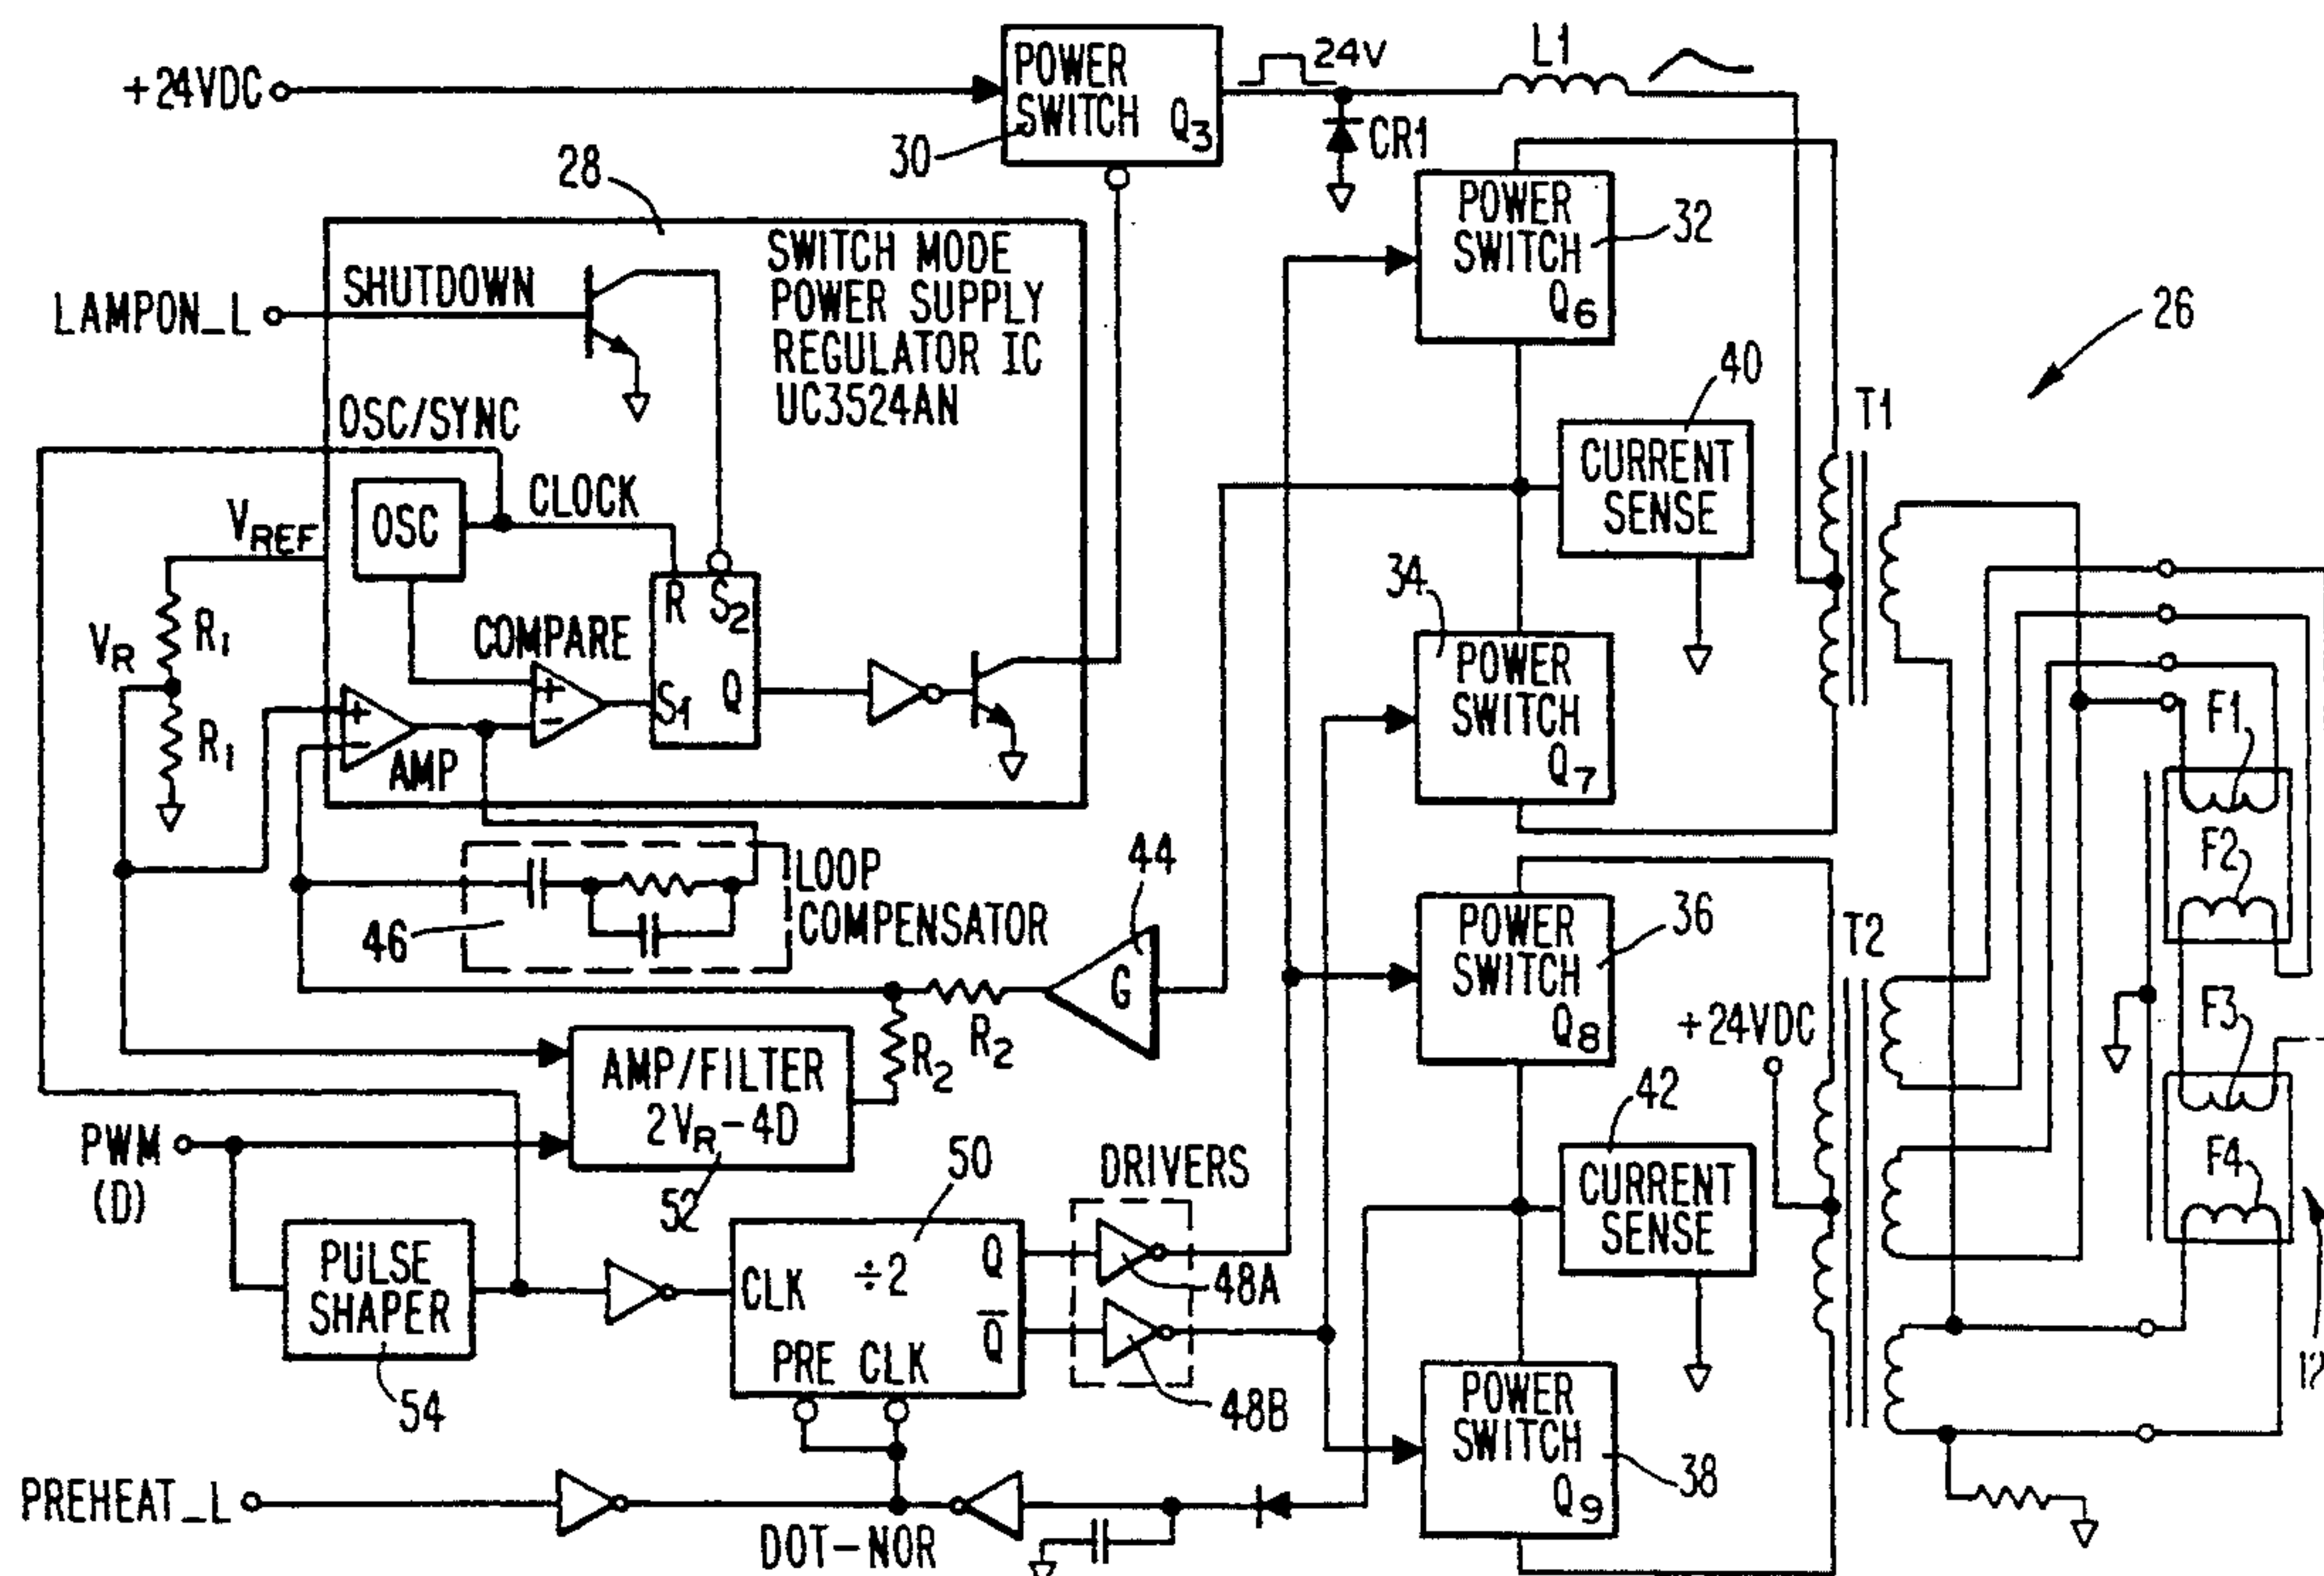 +24VDC
POWER
SWITCH Q3
30
24V
L1
CR1
28
SWITCH MODE
POWER SUPPLY
REGULATOR IC
UC3524AN
SHUTDOWN
LAMPON_L
OSC/SYNC
OSC
CLOCK
VREF
VR
R1
R1
COMPARE
+
-
R S2
S1 Q
+
-
AMP
LOOP
COMPENSATOR
46
44
G
R2
R2
AMP/FILTER
2VR-4D
52
PWM
(D)
PULSE
SHAPER
54
50
CLK ÷2 Q
Q̅
PRE CLK
DRIVERS
48A
48B
PREHEAT_L
DOT-NOR
POWER
SWITCH
Q6
32
26
CURRENT
SENSE
40
T1
34
POWER
SWITCH
Q7
POWER
SWITCH
Q8
36
T2
+24VDC
CURRENT
SENSE
42
POWER
SWITCH
Q9
38
F1
F2
F3
F4
12